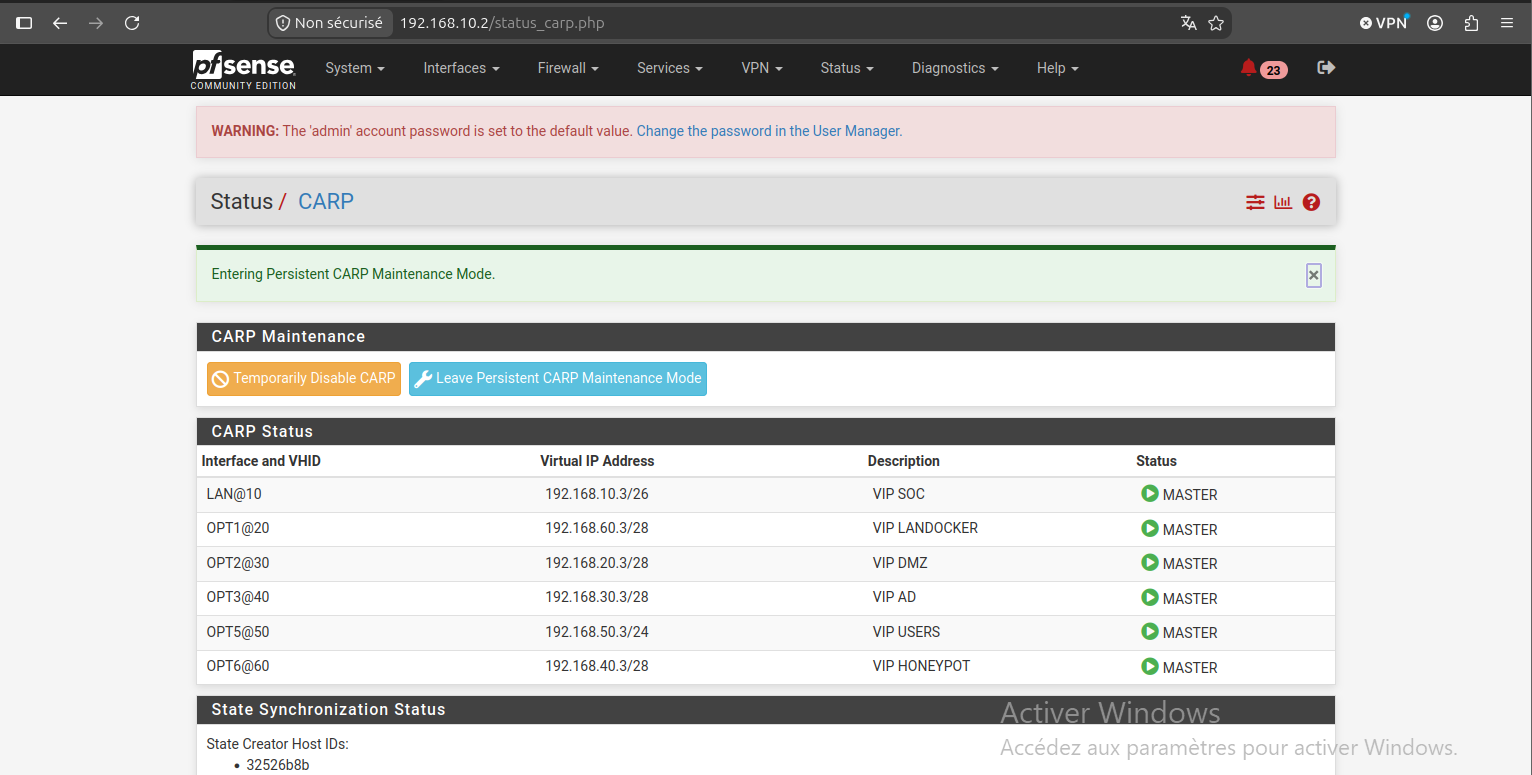 Non sécurisé 192.168.10.2/status_carp.php VPN
pfsense COMMUNITY EDITION System Interfaces Firewall Services VPN Status Diagnostics Help 23
WARNING: The 'admin' account password is set to the default value. Change the password in the User Manager.
Status / CARP
Entering Persistent CARP Maintenance Mode.
CARP Maintenance
Temporarily Disable CARP Leave Persistent CARP Maintenance Mode
CARP Status
Interface and VHID Virtual IP Address Description Status
LAN@10 192.168.10.3/26 VIP SOC MASTER
OPT1@20 192.168.60.3/28 VIP LANDOCKER MASTER
OPT2@30 192.168.20.3/28 VIP DMZ MASTER
OPT3@40 192.168.30.3/28 VIP AD MASTER
OPT5@50 192.168.50.3/24 VIP USERS MASTER
OPT6@60 192.168.40.3/28 VIP HONEYPOT MASTER
State Synchronization Status
Activer Windows
State Creator Host IDs:
Accédez aux paramètres pour activer Windows.
• 32526b8b